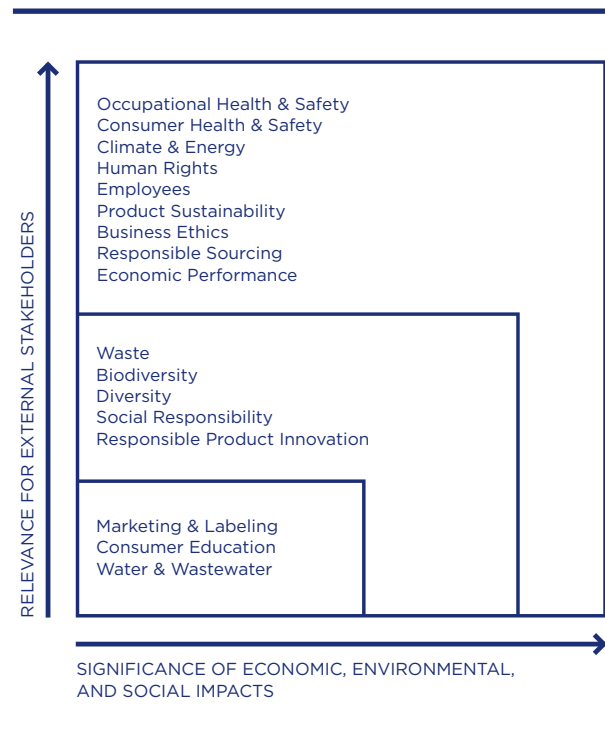 RELEVANCE FOR EXTERNAL STAKEHOLDERS
Occupational Health & Safety
Consumer Health & Safety
Climate & Energy
Human Rights
Employees
Product Sustainability
Business Ethics
Responsible Sourcing
Economic Performance
Waste
Biodiversity
Diversity
Social Responsibility
Responsible Product Innovation
Marketing & Labeling
Consumer Education
Water & Wastewater
SIGNIFICANCE OF ECONOMIC, ENVIRONMENTAL,
AND SOCIAL IMPACTS